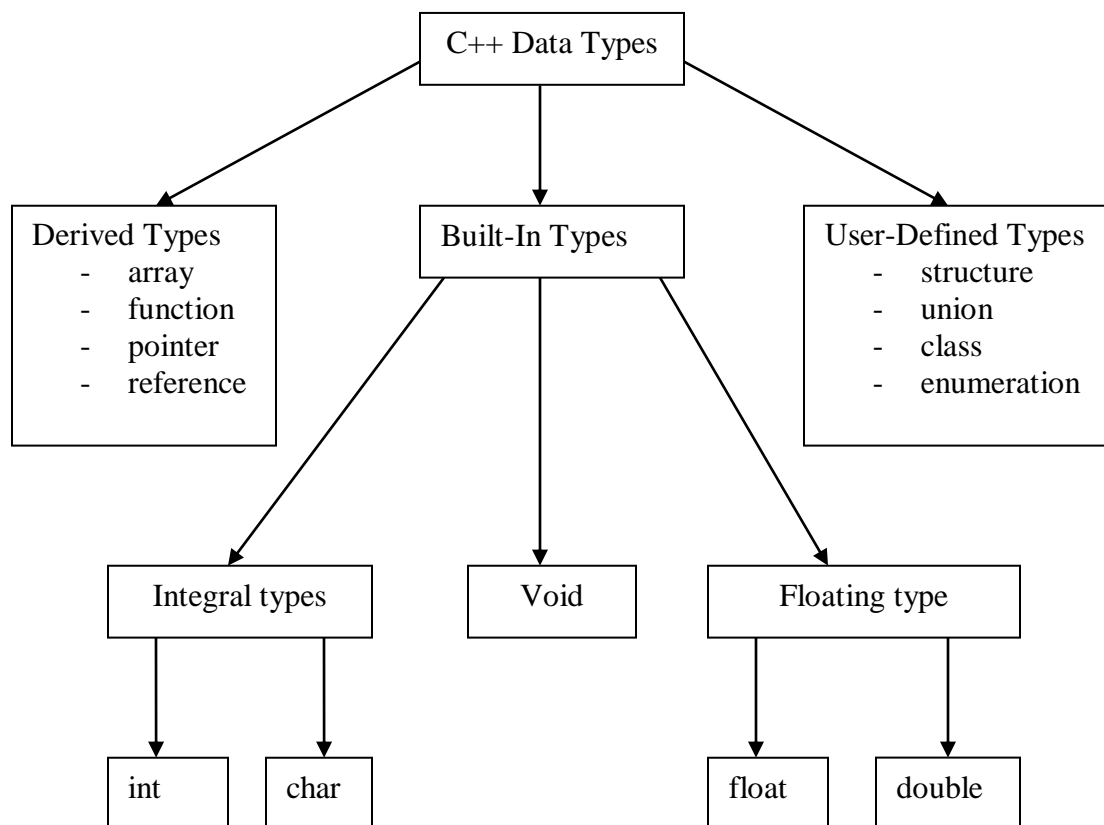 C++ Data Types
Derived Types
- array
- function
- pointer
- reference
Built-In Types
User-Defined Types
- structure
- union
- class
- enumeration
Integral types
Void
Floating type
int
char
float
double